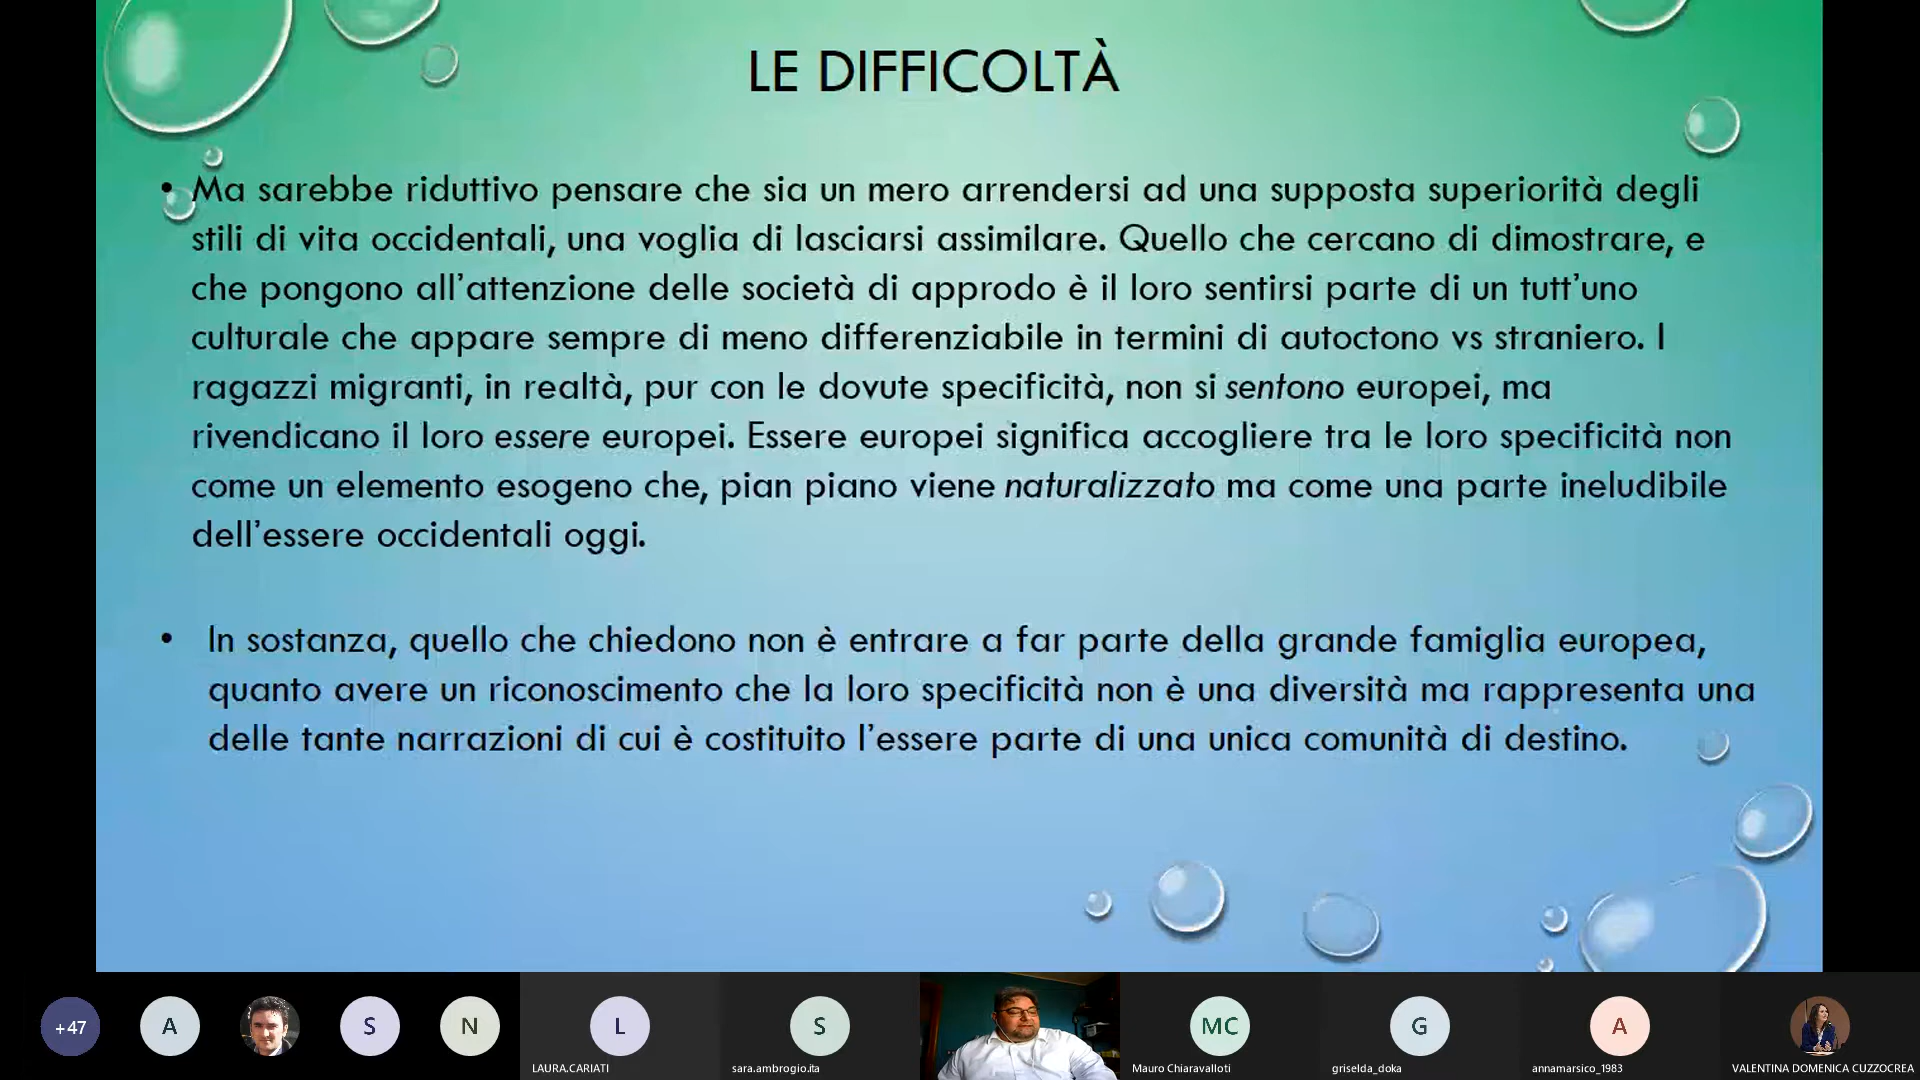 LE DIFFICOLTÀ
• Ma sarebbe riduttivo pensare che sia un mero arrendersi ad una supposta superiorità degli
stili di vita occidentali, una voglia di lasciarsi assimilare. Quello che cercano di dimostrare, e
che pongono all'attenzione delle società di approdo è il loro sentirsi parte di un tutt'uno
culturale che appare sempre di meno differenziabile in termini di autoctono vs straniero. I
ragazzi migranti, in realtà, pur con le dovute specificità, non si sentono europei, ma
rivendicano il loro essere europei. Essere europei significa accogliere tra le loro specificità non
come un elemento esogeno che, pian piano viene naturalizzato ma come una parte ineludibile
dell'essere occidentali oggi.
• In sostanza, quello che chiedono non è entrare a far parte della grande famiglia europea,
quanto avere un riconoscimento che la loro specificità non è una diversità ma rappresenta una
delle tante narrazioni di cui è costituito l'essere parte di una unica comunità di destino.
+47 A S N L S MC G A
LAURA.CARIATI sara.ambrogio.ita Mauro Chiaravalloti griselda_doka annamarsico_1983 VALENTINA DOMENICA CUZZOCREA